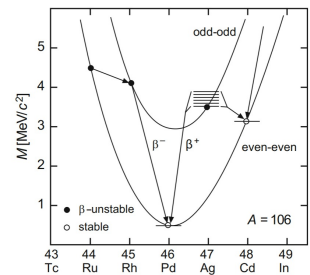 odd-odd
5
4
3
2
1
M [MeV/c²]
β⁻
β⁺
even-even
● β-unstable
○ stable
A = 106
43 44 45 46 47 48 49
Tc Ru Rh Pd Ag Cd In